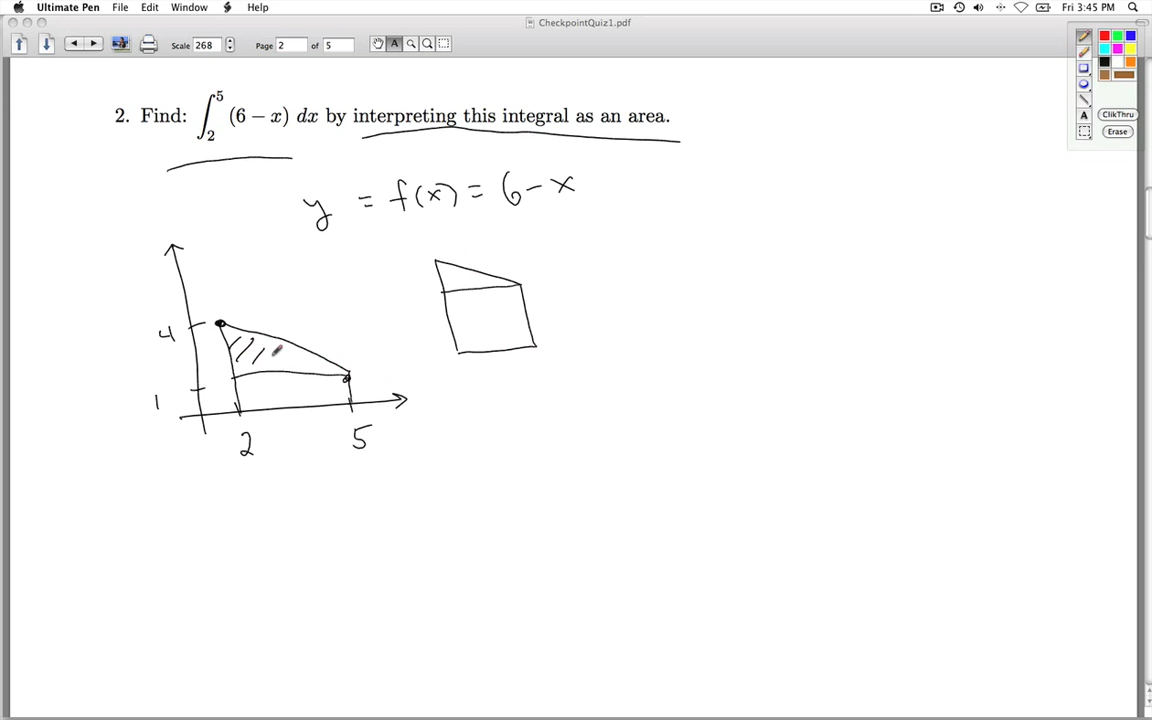 Ultimate Pen File Edit Window Help Fri 3:45 PM
CheckpointQuiz1.pdf
Scale 268 Page 2 of 5 A
A ClikThru
Erase
2. Find: ∫₂⁵ (6 − x) dx by interpreting this integral as an area.
y = f(x) = 6 − x
4
1
2 5